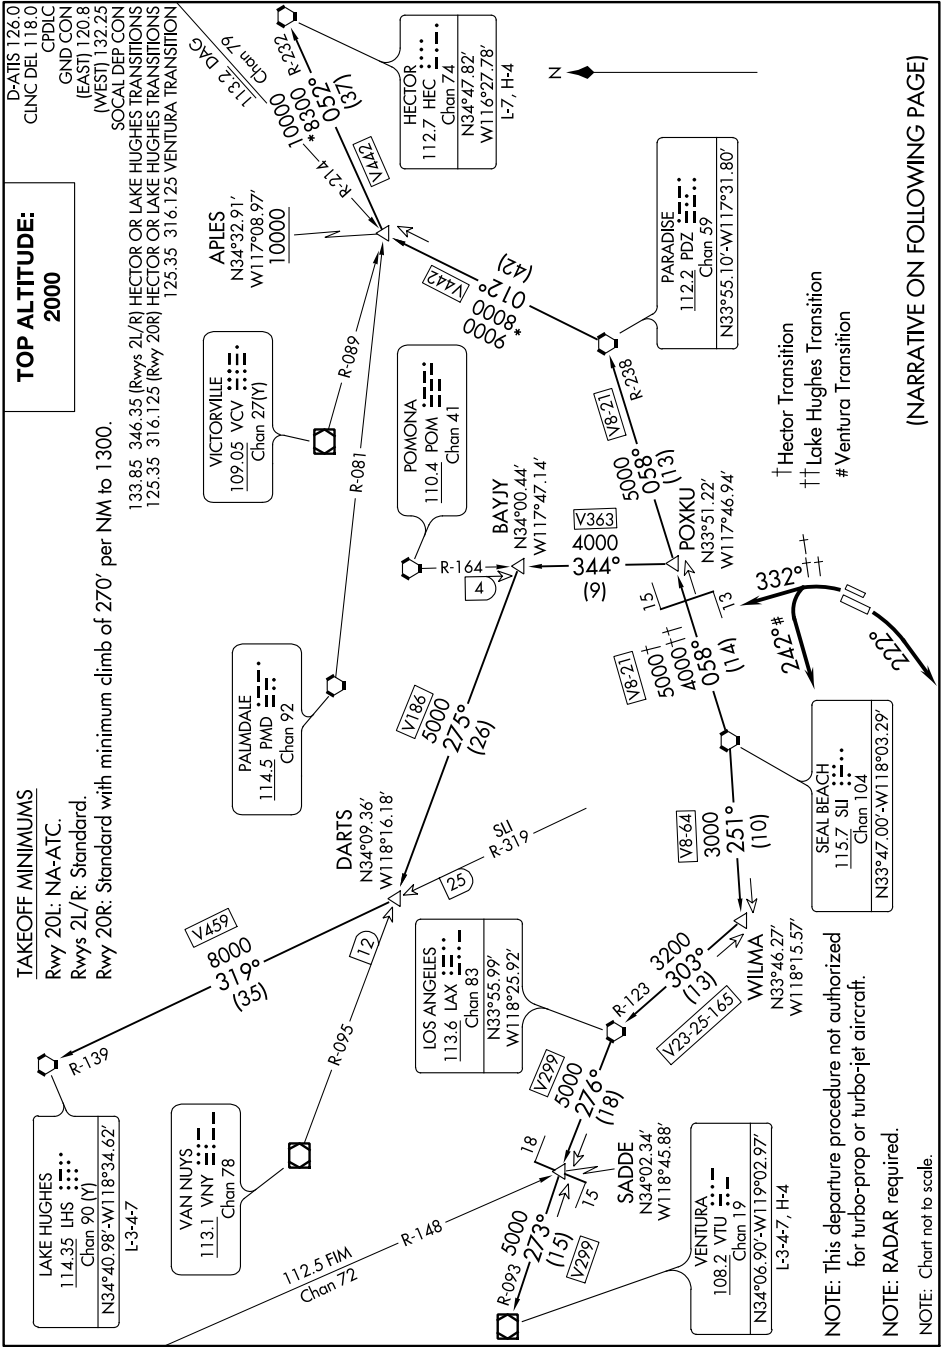 TAKEOFF MINIMUMS
Rwy 20L: NA-ATC.
Rwys 2L/R: Standard.
Rwy 20R: Standard with minimum climb of 270' per NM to 1300.
TOP ALTITUDE:
2000
D-ATIS 126.0
CLNC DEL 118.0
CPDLC
GND CON
(EAST) 120.8
(WEST) 132.25
SOCAL DEP CON
133.85 346.35 (Rwys 2L/R) HECTOR OR LAKE HUGHES TRANSITIONS
125.35 316.125 (Rwy 20R) HECTOR OR LAKE HUGHES TRANSITIONS
125.35 316.125 VENTURA TRANSITION
LAKE HUGHES
114.35 LHS
Chan 90 (Y)
N34°40.98'-W118°34.62'
L-3-4-7
R-139
V459
8000
319°
(35)
VAN NUYS
113.1 VNY
Chan 78
R-095
12
DARTS
N34°09.36'
W118°16.18'
25
SLI
R-319
PALMDALE
114.5 PMD
Chan 92
R-081
VICTORVILLE
109.05 VCV
Chan 27(Y)
R-089
APLES
N34°32.91'
W117°08.97'
10000
113.2 DAG
Chan 79
R-214
R-232
10000
*8300
052°
(37)
V442
HECTOR
112.7 HEC
Chan 74
N34°47.82'
W116°27.78'
L-7, H-4
N
POMONA
110.4 POM
Chan 41
R-164
4
BAYJY
N34°00.44'
W117°47.14'
V186
5000
275°
(26)
V442
9000
*8000
012°
(42)
PARADISE
112.2 PDZ
Chan 59
N33°55.10'-W117°31.80'
R-238
V8-21
5000
058°
(13)
V363
4000
344°
(9)
POXKU
N33°51.22'
W117°46.94'
15
13
V8-21
5000†
4000††
058°
(14)
332°††
242°#
222°
SEAL BEACH
115.7 SLI
Chan 104
N33°47.00'-W118°03.29'
V8-64
3000
251°
(10)
WILMA
N33°46.27'
W118°15.57'
3200
303°
(13)
V23-25-165
R-123
LOS ANGELES
113.6 LAX
Chan 83
N33°55.99'
W118°25.92'
V299
5000
276°
(18)
18
15
SADDE
N34°02.34'
W118°45.88'
112.5 FIM
Chan 72
R-148
R-093
5000
273°
(15)
V299
VENTURA
108.2 VTU
Chan 19
N34°06.90'-W119°02.97'
L-3-4-7, H-4
† Hector Transition
†† Lake Hughes Transition
# Ventura Transition
NOTE: This departure procedure not authorized
for turbo-prop or turbo-jet aircraft.
NOTE: RADAR required.
NOTE: Chart not to scale.
(NARRATIVE ON FOLLOWING PAGE)